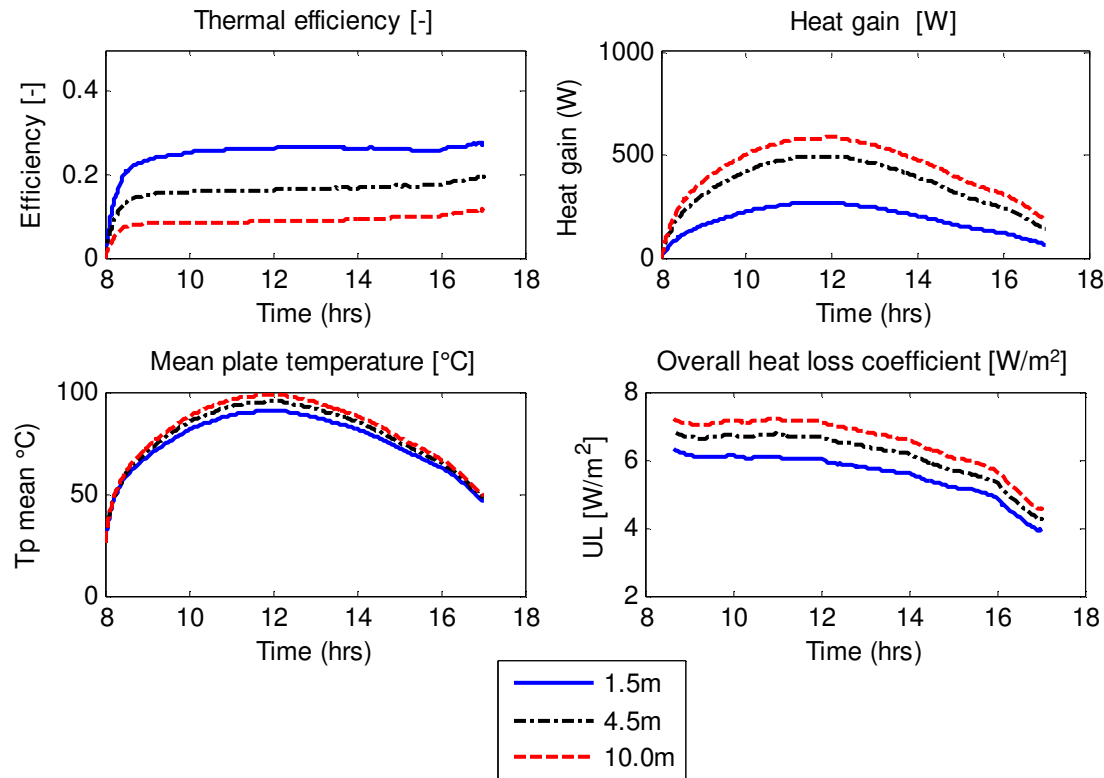 Thermal efficiency [-]
Efficiency [-]
0.4
0.2
0
8 10 12 14 16 18
Time (hrs)
Heat gain [W]
Heat gain (W)
1000
500
0
8 10 12 14 16 18
Time (hrs)
Mean plate temperature [°C]
Tp mean °C)
100
50
0
8 10 12 14 16 18
Time (hrs)
Overall heat loss coefficient [W/m²]
UL [W/m²]
8
6
4
2
8 10 12 14 16 18
Time (hrs)
1.5m
4.5m
10.0m